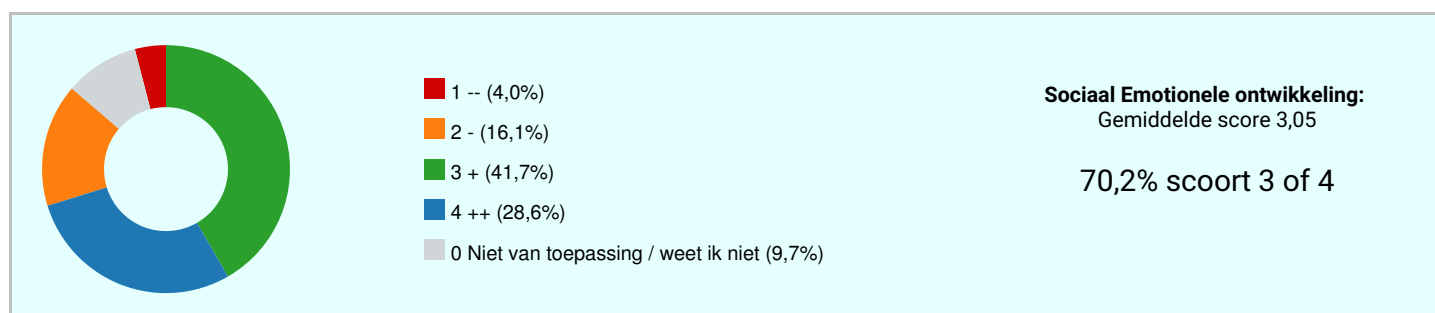 1 -- (4,0%)
2 - (16,1%)
3 + (41,7%)
4 ++ (28,6%)
0 Niet van toepassing / weet ik niet (9,7%)
Sociaal Emotionele ontwikkeling:
Gemiddelde score 3,05
70,2% scoort 3 of 4